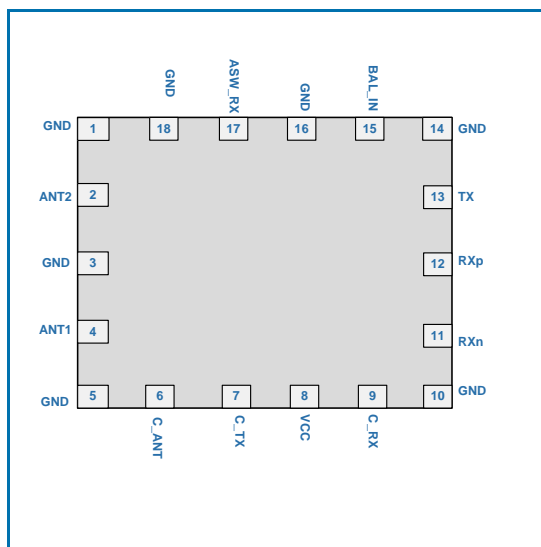 GND
ASW_RX
GND
BAL_IN
GND 1 18 17 16 15 14 GND
ANT2 2 13 TX
GND 3 12 RXp
ANT1 4 11 RXn
GND 5 6 7 8 9 10 GND
C_ANT
C_TX
VCC
C_RX